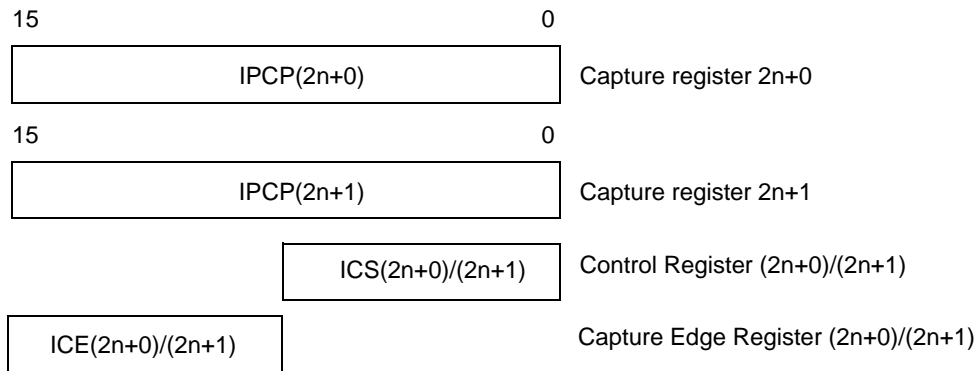 15 0
IPCP(2n+0) Capture register 2n+0
15 0
IPCP(2n+1) Capture register 2n+1
ICS(2n+0)/(2n+1) Control Register (2n+0)/(2n+1)
ICE(2n+0)/(2n+1) Capture Edge Register (2n+0)/(2n+1)